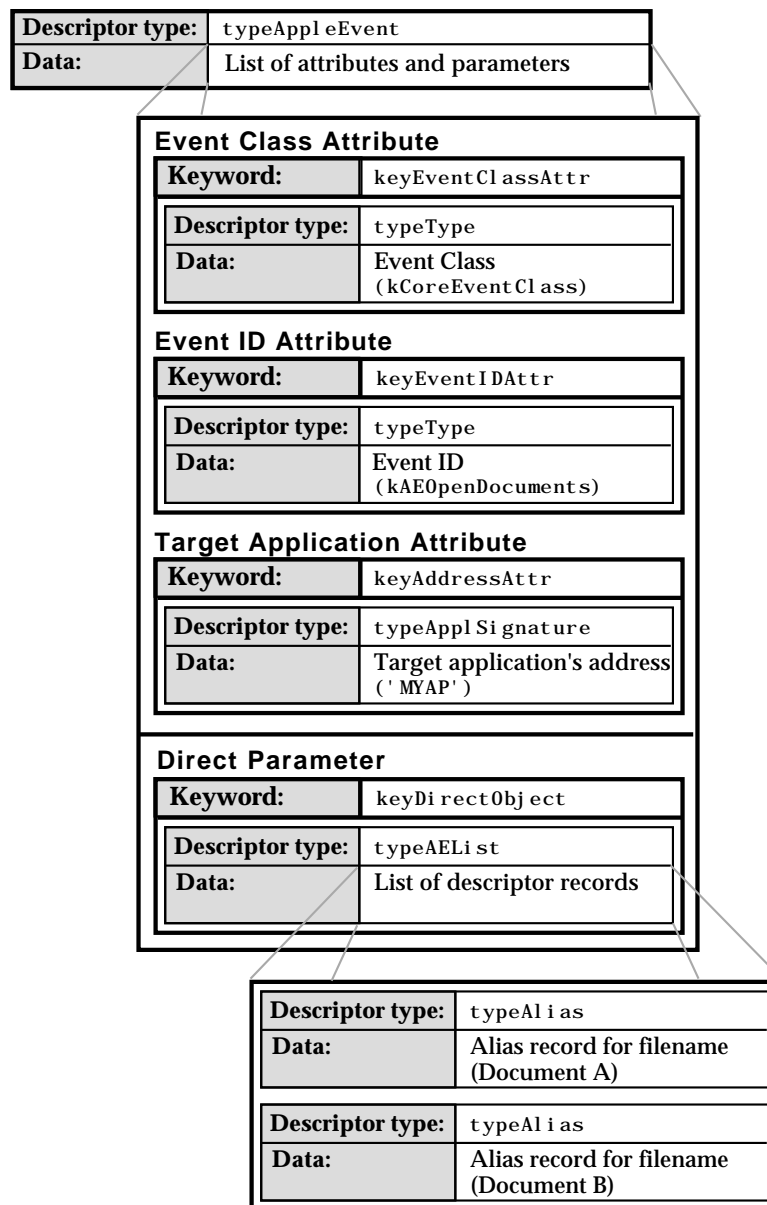 Descriptor type: typeAppleEvent
Data: List of attributes and parameters
Event Class Attribute
Keyword: keyEventClassAttr
Descriptor type: typeType
Data: Event Class
(kCoreEventClass)
Event ID Attribute
Keyword: keyEventIDAttr
Descriptor type: typeType
Data: Event ID
(kAEOpenDocuments)
Target Application Attribute
Keyword: keyAddressAttr
Descriptor type: typeApplSignature
Data: Target application's address
('MYAP')
Direct Parameter
Keyword: keyDirectObject
Descriptor type: typeAEList
Data: List of descriptor records
Descriptor type: typeAlias
Data: Alias record for filename
(Document A)
Descriptor type: typeAlias
Data: Alias record for filename
(Document B)